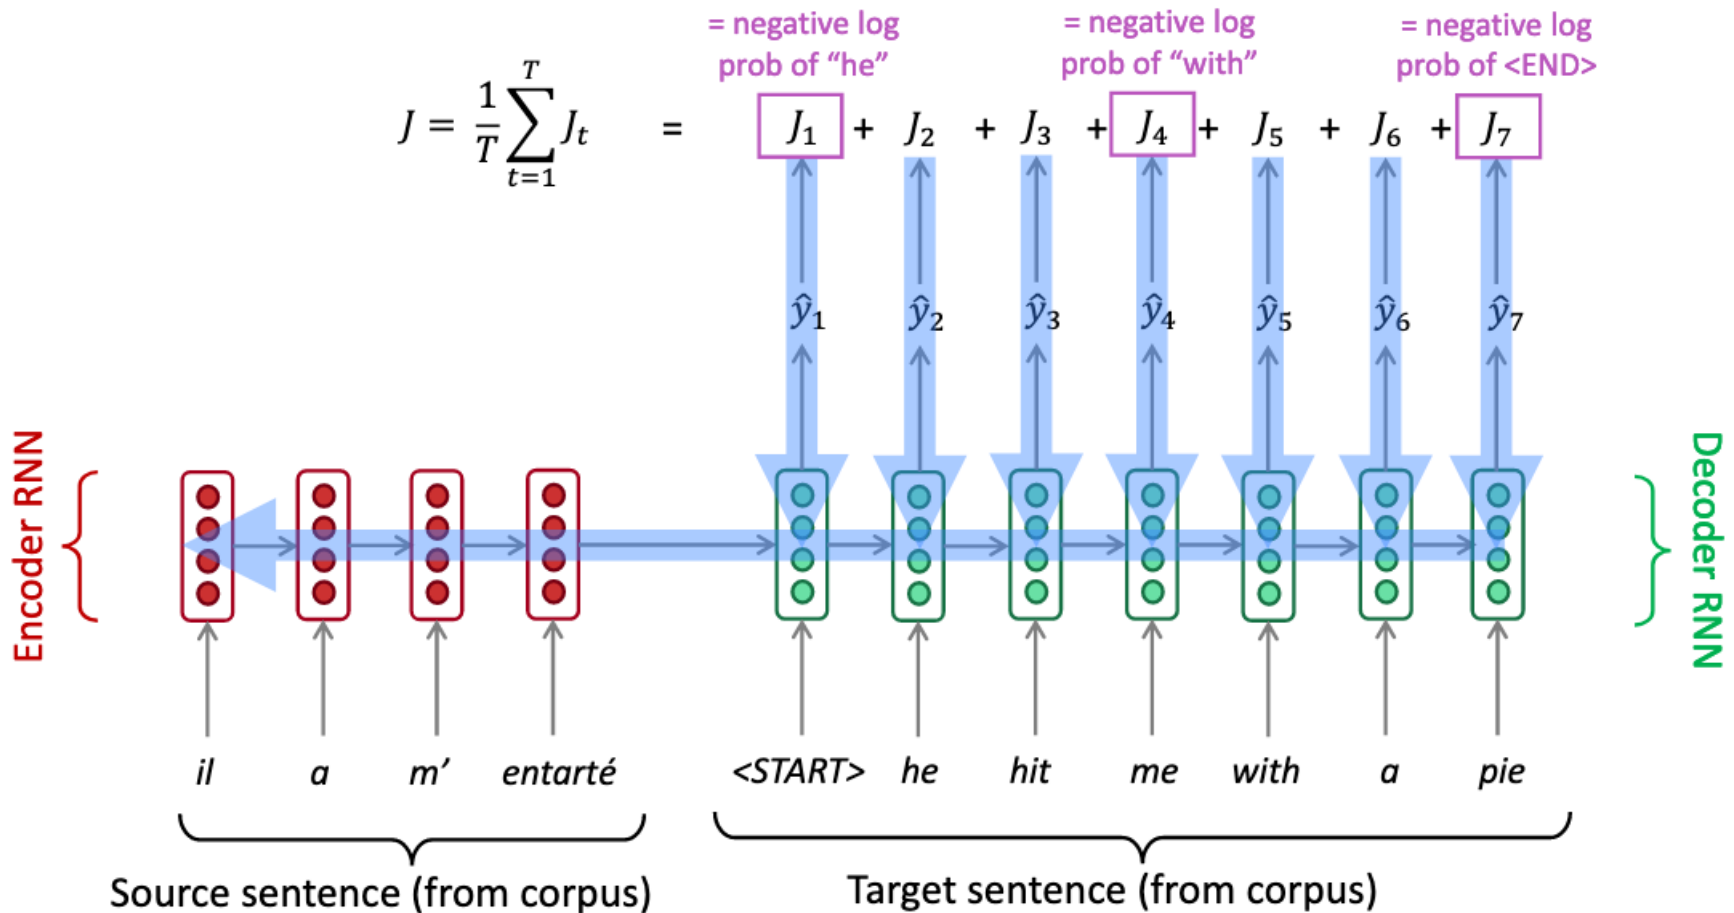 = negative log
prob of “he”
= negative log
prob of “with”
= negative log
prob of <END>
J = 1/T ∑ᵀₜ₌₁ Jₜ = J₁ + J₂ + J₃ + J₄ + J₅ + J₆ + J₇
ŷ₁ ŷ₂ ŷ₃ ŷ₄ ŷ₅ ŷ₆ ŷ₇
Encoder RNN
Decoder RNN
il a m’ entarté <START> he hit me with a pie
Source sentence (from corpus)
Target sentence (from corpus)